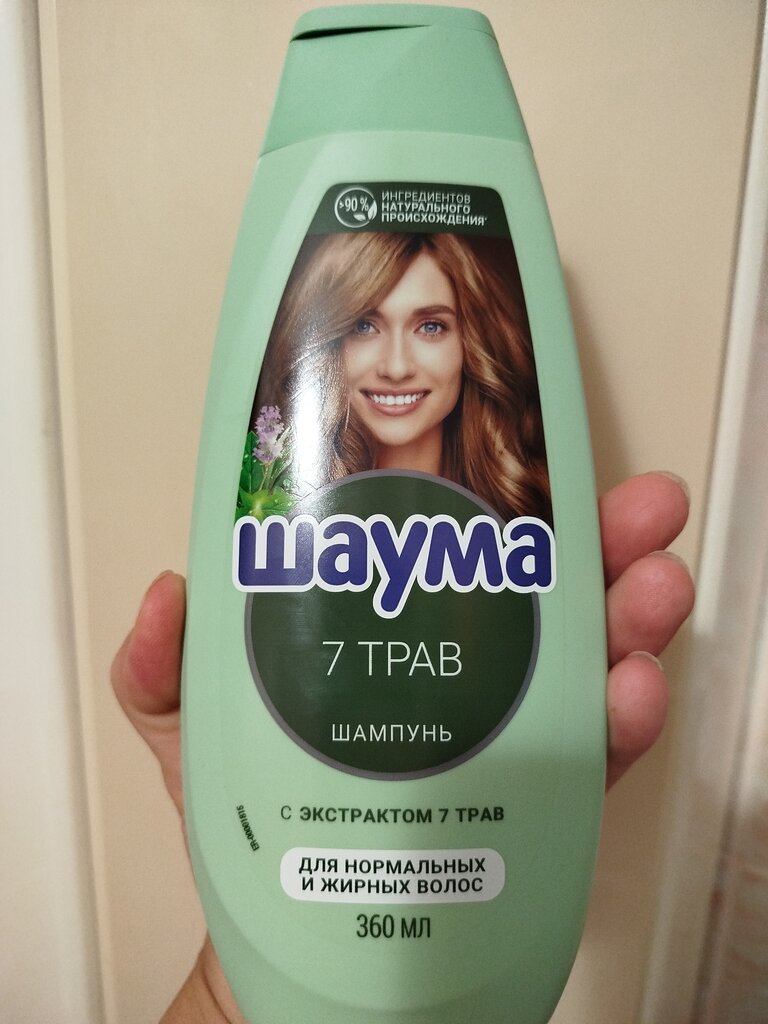 >90 %
ИНГРЕДИЕНТОВ
НАТУРАЛЬНОГО
ПРОИСХОЖДЕНИЯ*
шаума
7 ТРАВ
ШАМПУНЬ
С ЭКСТРАКТОМ 7 ТРАВ
ДЛЯ НОРМАЛЬНЫХ
И ЖИРНЫХ ВОЛОС
360 МЛ